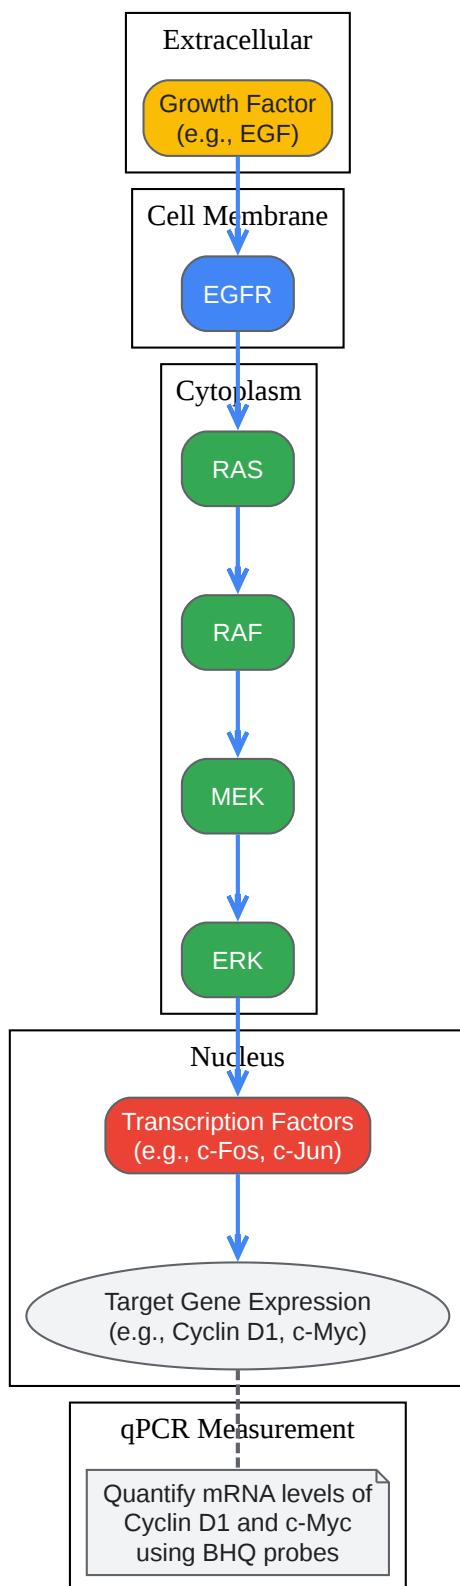 Extracellular
Growth Factor
(e.g., EGF)
Cell Membrane
EGFR
Cytoplasm
RAS
RAF
MEK
ERK
Nucleus
Transcription Factors
(e.g., c-Fos, c-Jun)
Target Gene Expression
(e.g., Cyclin D1, c-Myc)
qPCR Measurement
Quantify mRNA levels of
Cyclin D1 and c-Myc
using BHQ probes